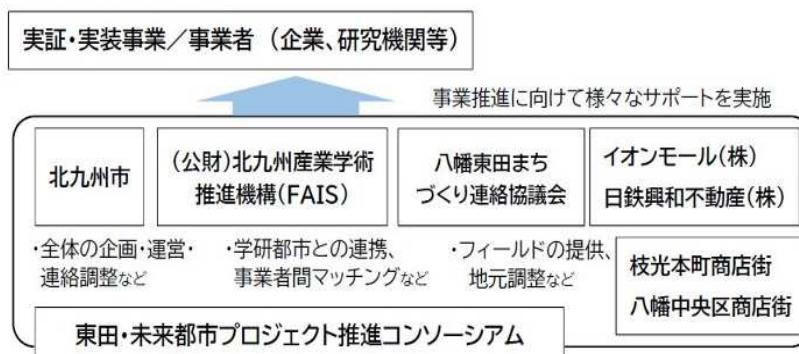 実証・実装事業／事業者 （企業、研究機関等）
事業推進に向けて様々なサポートを実施
北九州市
（公財）北九州産業学術
推進機構（FAIS）
八幡東田まち
づくり連絡協議会
イオンモール（株）
日鉄興和不動産（株）
・全体の企画・運営・
連絡調整など
・学研都市との連携、
事業者間マッチングなど
・フィールドの提供、
地元調整など
枝光本町商店街
八幡中央区商店街
東田・未来都市プロジェクト推進コンソーシアム